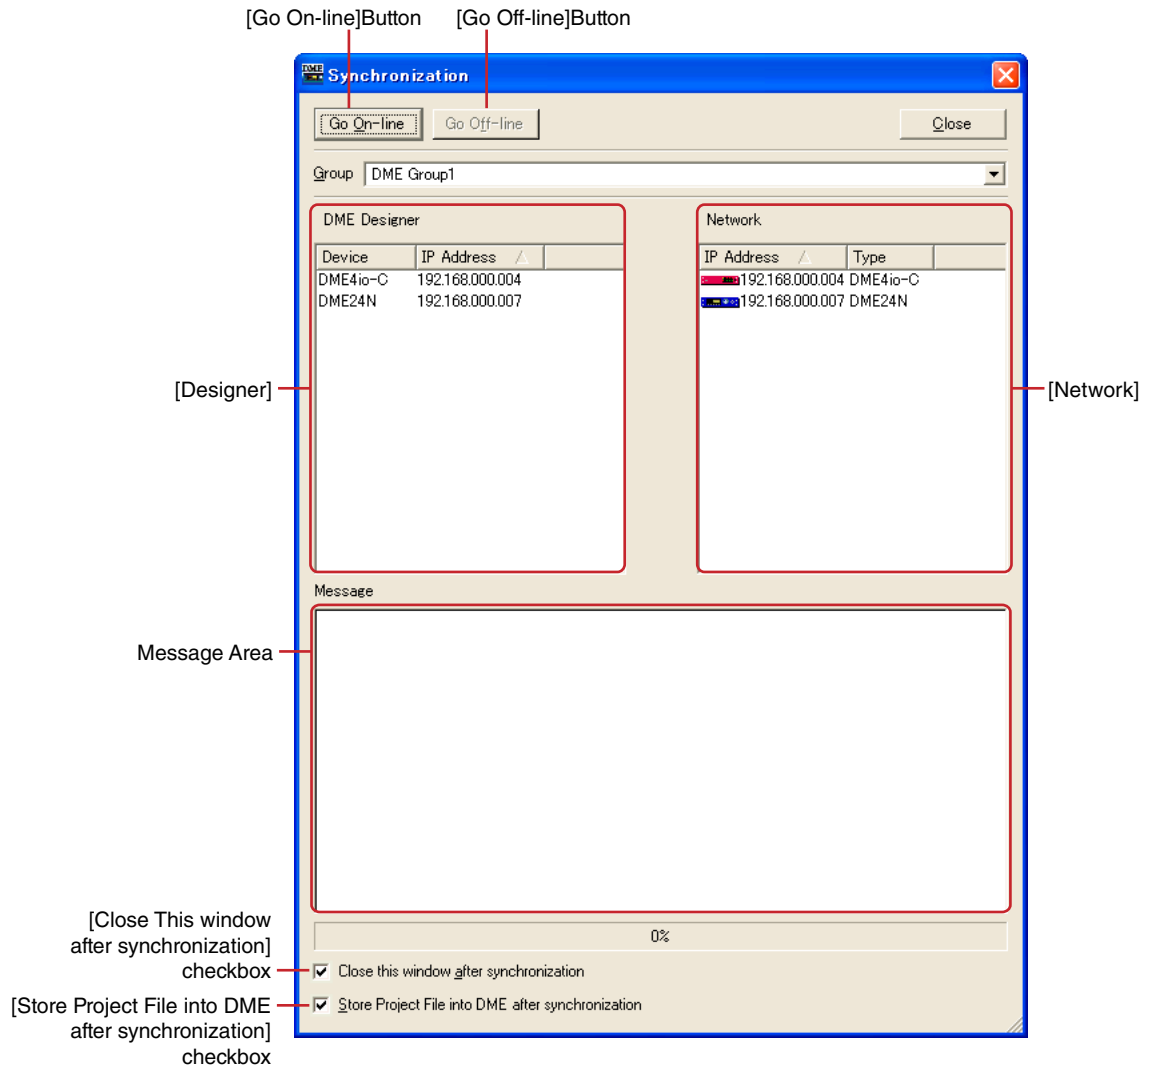 [Go On-line]Button [Go Off-line]Button
DME Synchronization
Go On-line Go Off-line Close
Group DME Group1
DME Designer Network
Device IP Address IP Address Type
DME4io-C 192.168.000.004 192.168.000.004 DME4io-C
DME24N 192.168.000.007 192.168.000.007 DME24N
[Designer] [Network]
Message
Message Area
0%
[Close This window
after synchronization]
checkbox
Close this window after synchronization
[Store Project File into DME
after synchronization]
checkbox
Store Project File into DME after synchronization